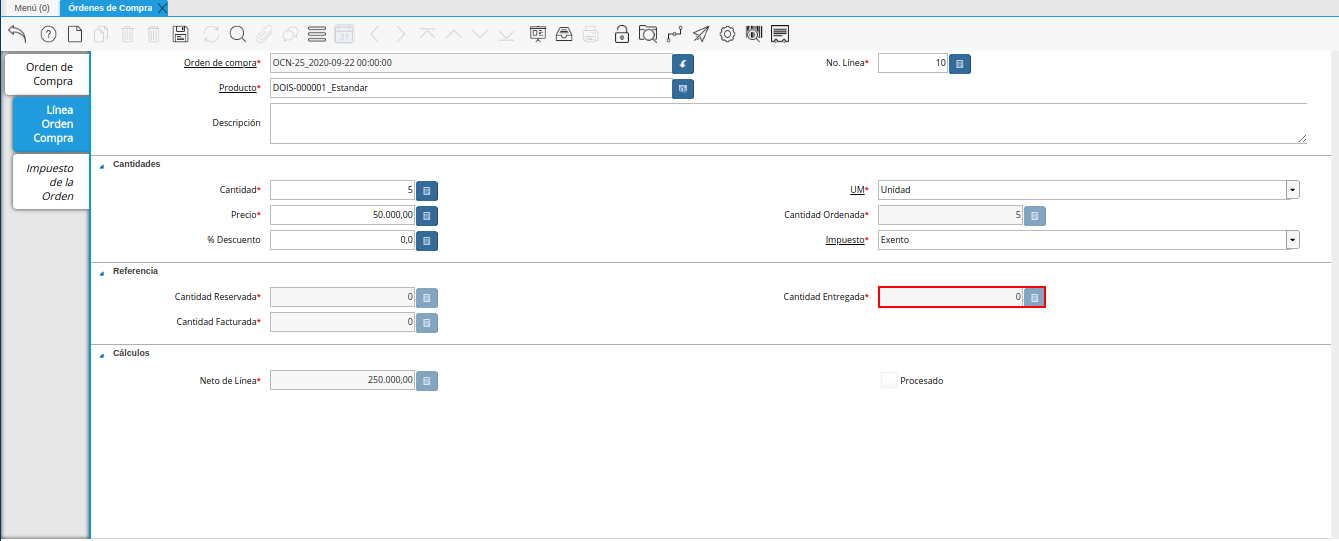 Menú (0) Órdenes de Compra
31
Orden de Compra
Línea Orden Compra
Impuesto de la Orden
Orden de compra* OCN-25_2020-09-22 00:00:00 No. Línea* 10
Producto* DOIS-000001_Estandar
Descripción
Cantidades
Cantidad* 5 UM* Unidad
Precio* 50.000,00 Cantidad Ordenada* 5
% Descuento 0,0 Impuesto* Exento
Referencia
Cantidad Reservada* 0 Cantidad Entregada* 0
Cantidad Facturada* 0
Cálculos
Neto de Línea* 250.000,00 Procesado